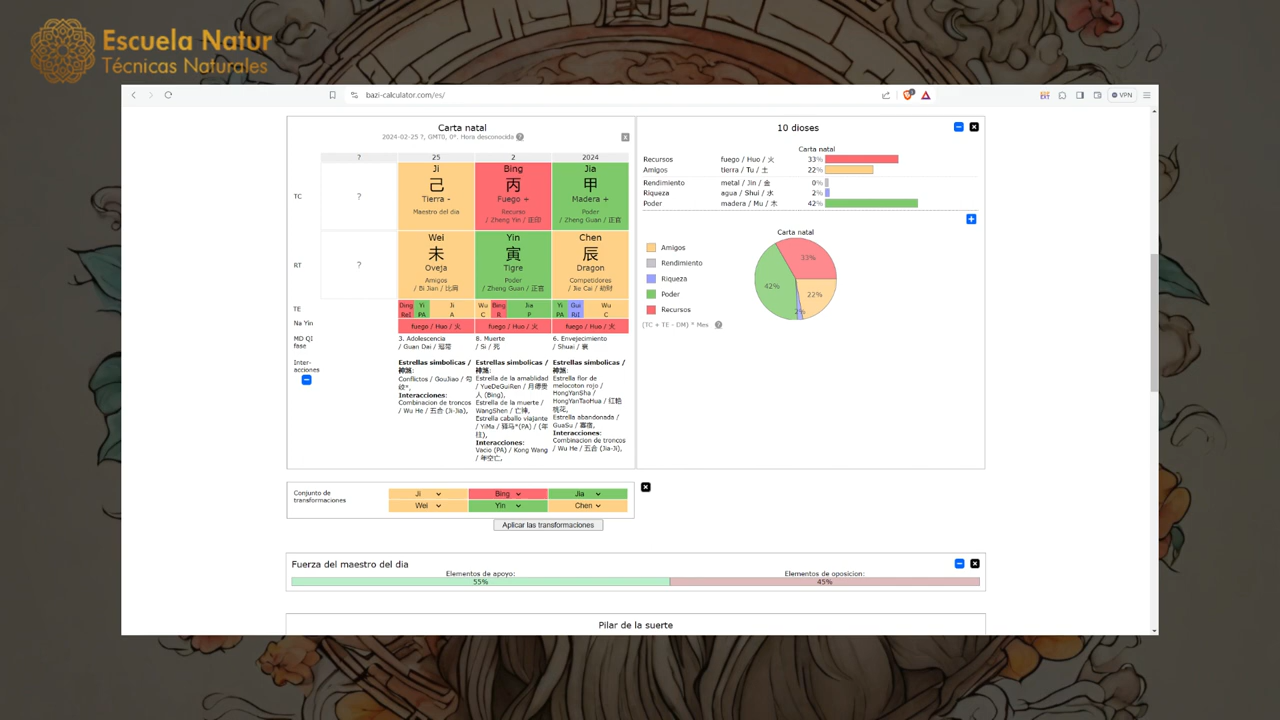 Escuela Natur
Técnicas Naturales
bazi-calculator.com/es/
VPN
Carta natal
2024-02-25 ?, GMT0, 0°. Hora desconocida
? 25 2 2024
TC
?
Ji
己
Tierra -
Maestro del dia
Bing
丙
Fuego +
Recurso
/ Zheng Yin / 正印
Jia
甲
Madera +
Poder
/ Zheng Guan / 正官
RT
?
Wei
未
Oveja
Amigos
/ Bi Jian / 比肩
Yin
寅
Tigre
Poder
/ Zheng Guan / 正官
Chen
辰
Dragon
Competidores
/ Jie Cai / 劫财
TE
Ding Yi Ji
Rel PA A
Wu Bing Jia
C R P
Yi Gui Wu
PA RI C
Na Yin
fuego / Huo / 火
fuego / Huo / 火
fuego / Huo / 火
MD QI
fase
3. Adolescencia
/ Guan Dai / 冠带
8. Muerte
/ Si / 死
6. Envejecimiento
/ Shuai / 衰
Inter-
acciones
Estrellas simbolicas /
神煞:
Conflictos / GouJiao / 勾
绞*,
Interacciones:
Combinacion de troncos
/ Wu He / 五合 (Ji-Jia),
Estrellas simbolicas /
神煞:
Estrella de la amablidad
/ YueDeGuiRen / 月德贵
人 (Bing),
Estrella de la muerte /
WangShen / 亡神,
Estrella caballo viajante
/ YiMa / 驿马*(PA) / (年
柱),
Interacciones:
Vacio (PA) / Kong Wang
/ 年空亡,
Estrellas simbolicas /
神煞:
Estrella flor de
melocoton rojo /
HongYanSha /
HongYanTaoHua / 红艳
桃花,
Estrella abandonada /
GuaSu / 寡宿,
Interacciones:
Combinacion de troncos
/ Wu He / 五合 (Jia-Ji),
10 dioses
Carta natal
Recursos fuego / Huo / 火 33%
Amigos tierra / Tu / 土 22%
Rendimiento metal / Jin / 金 0%
Riqueza agua / Shui / 水 2%
Poder madera / Mu / 木 42%
Carta natal
Amigos
Rendimiento
Riqueza
Poder
Recursos
33%
42%
22%
2%
(TC + TE - DM) * Mes
Conjunto de
transformaciones
Ji Bing Jia
Wei Yin Chen
Aplicar las transformaciones
Fuerza del maestro del dia
Elementos de apoyo: Elementos de oposicion:
55% 45%
Pilar de la suerte